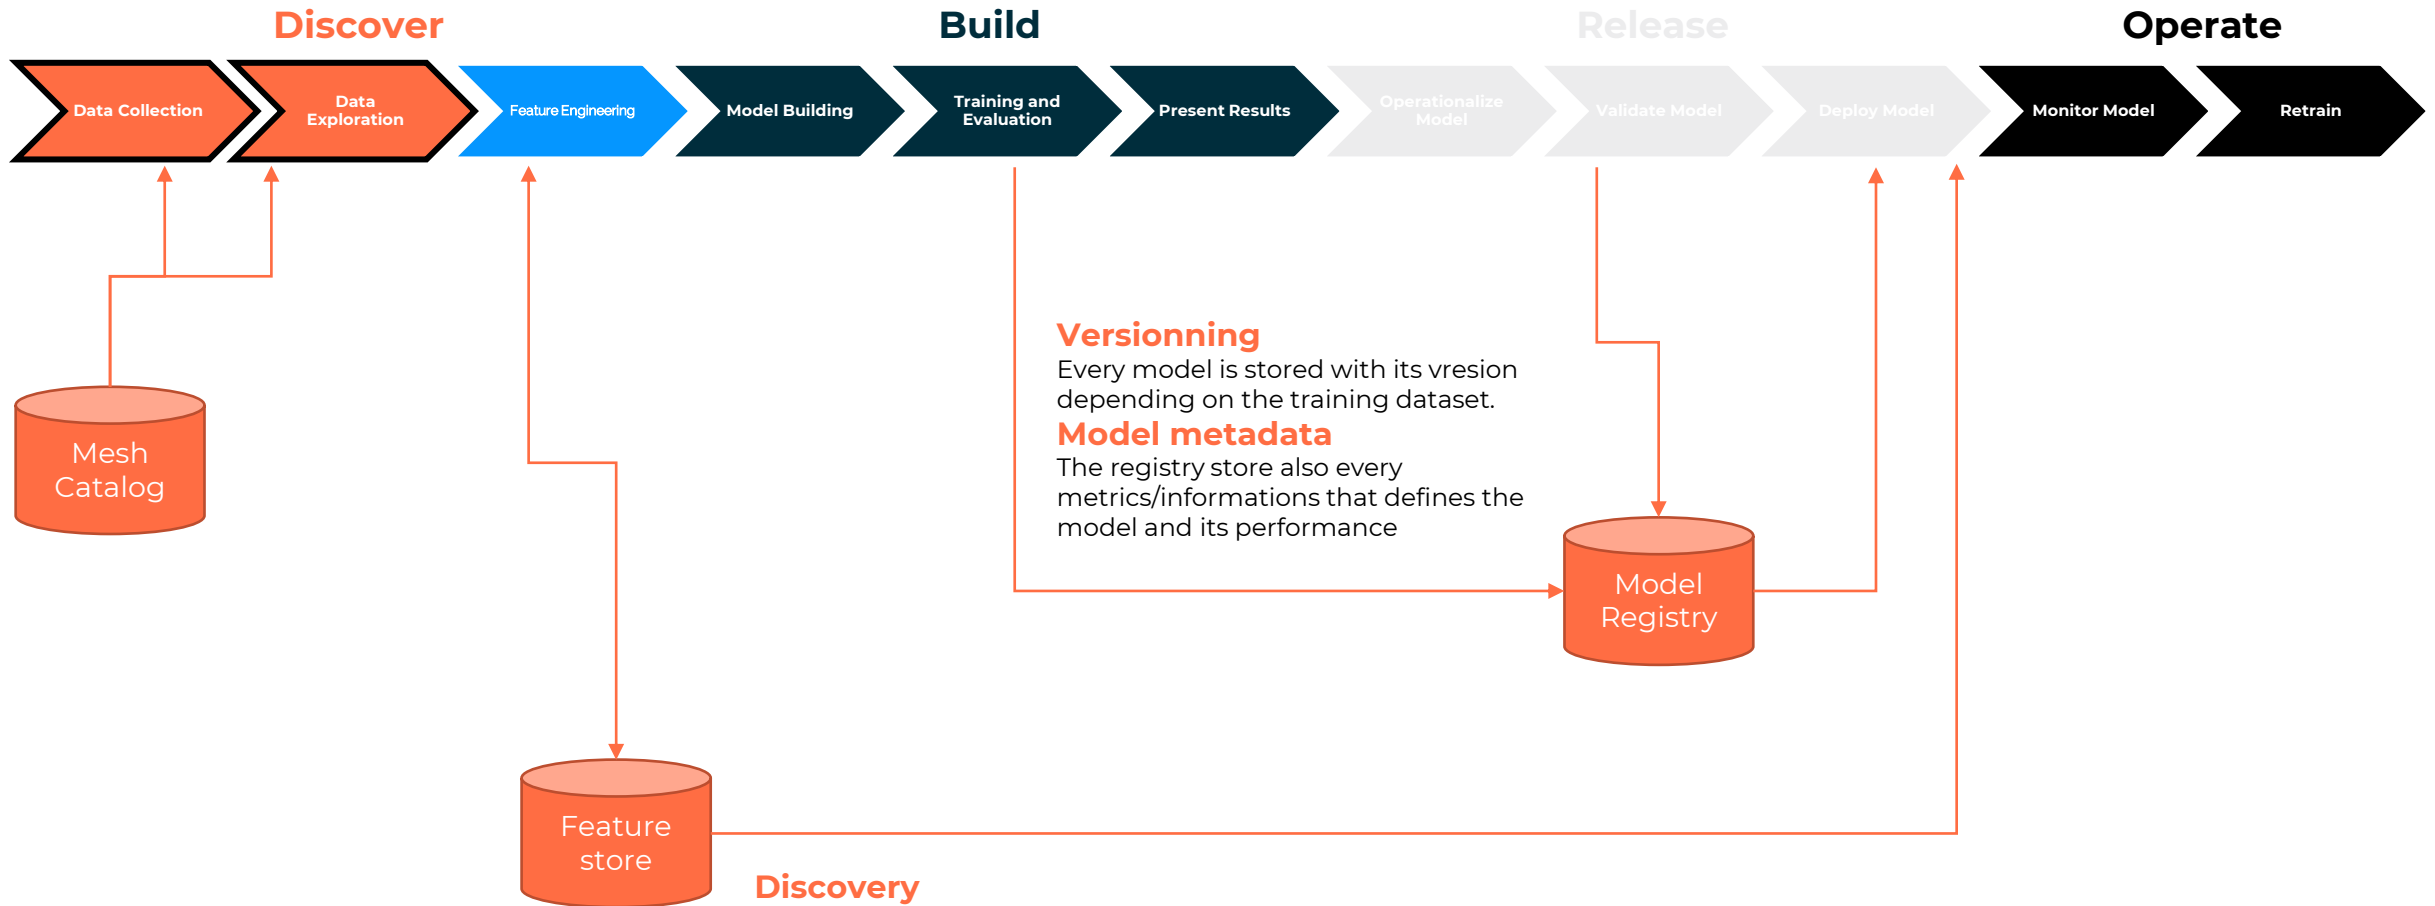 Discover
Build
Release
Operate
Data Collection
Data
Exploration
Feature Engineering
Model Building
Training and
Evaluation
Present Results
Operationalize
Model
Validate Model
Deploy Model
Monitor Model
Retrain
Versionning
Every model is stored with its vresion
depending on the training dataset.
Model metadata
The registry store also every
metrics/informations that defines the
model and its performance
Mesh
Catalog
Model
Registry
Feature
store
Discovery